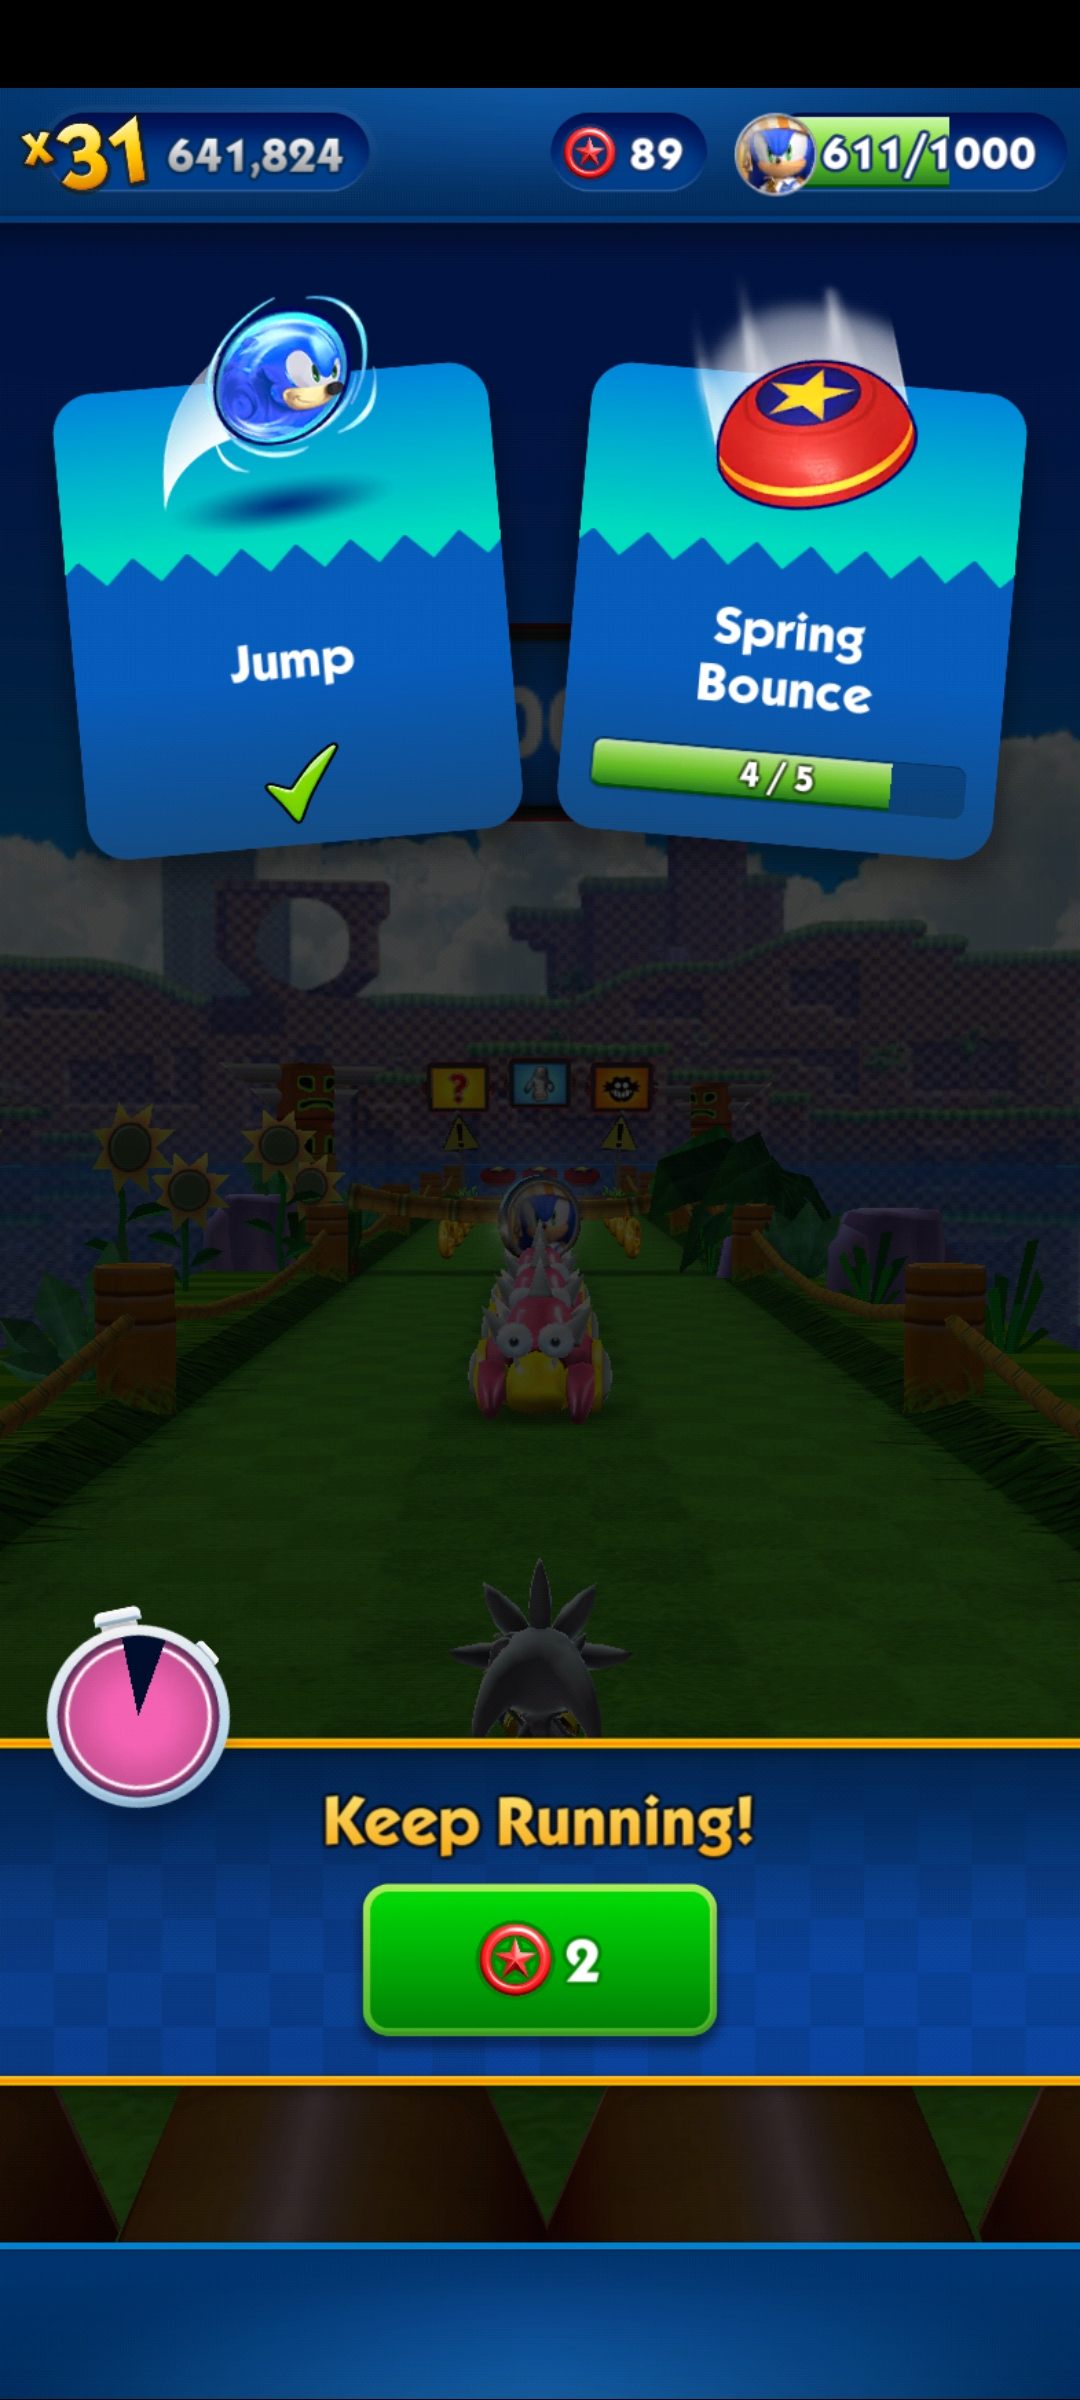 x31 641,824
89
611/1000
Jump
Spring
Bounce
4/5
?
!
!
Keep Running!
2